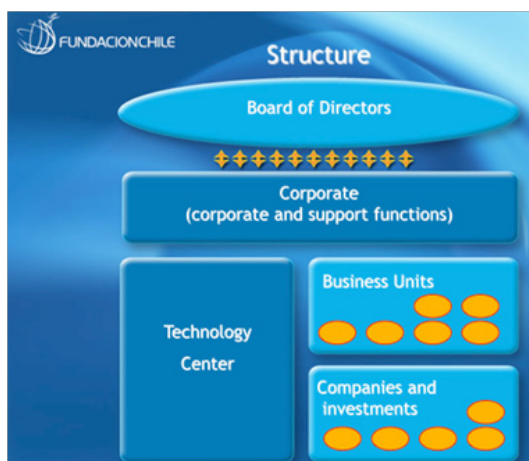 FUNDACIONCHILE
Structure
Board of Directors
Corporate
(corporate and support functions)
Technology
Center
Business Units
Companies and
investments